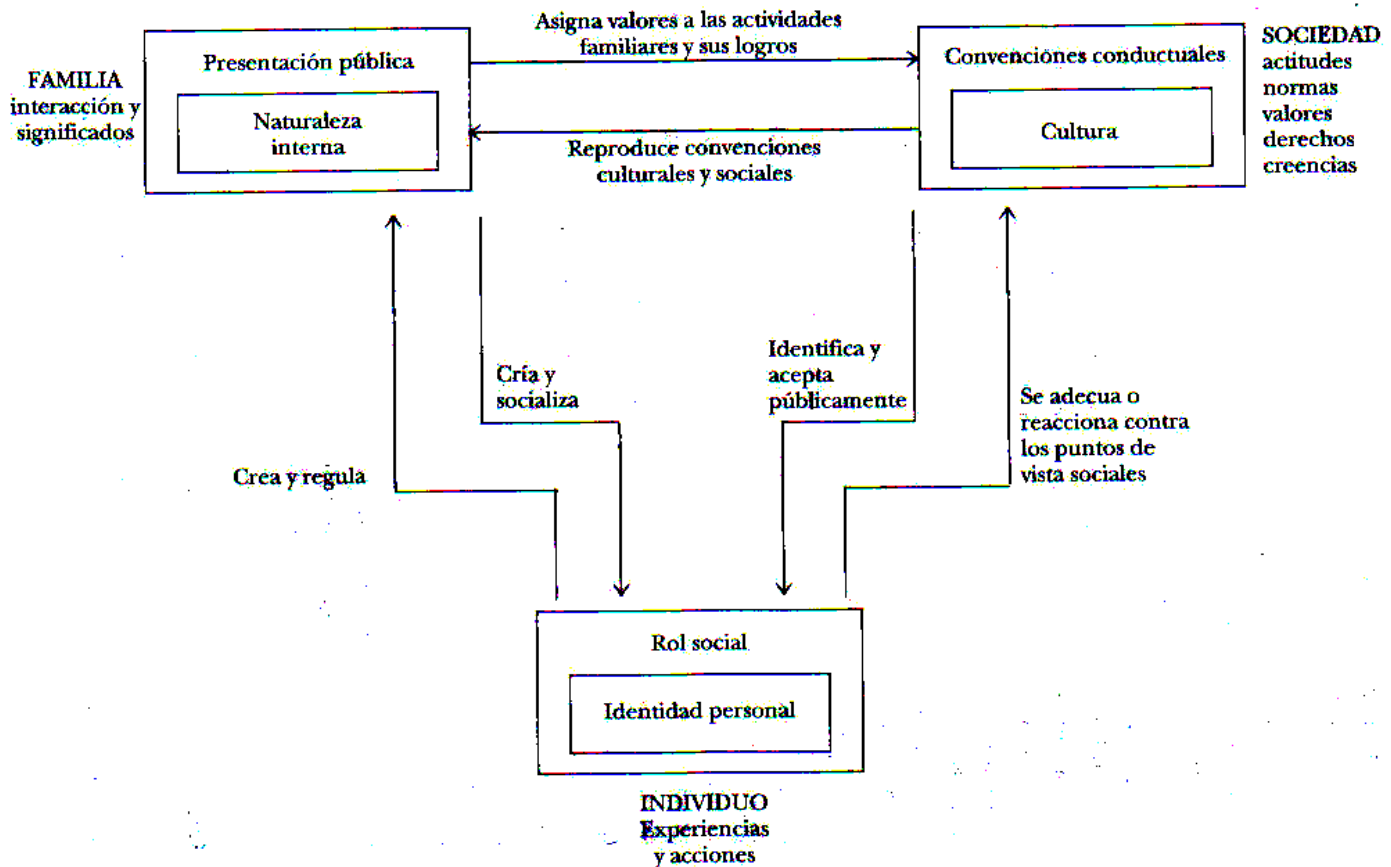 Asigna valores a las actividades
familiares y sus logros
FAMILIA
interacción y
significados
Presentación pública
Naturaleza
interna
Convenciones conductuales
Cultura
SOCIEDAD
actitudes
normas
valores
derechos
creencias
Reproduce convenciones
culturales y sociales
Cría y
socializa
Identifica y
acepta
públicamente
Crea y regula
Se adecua o
reacciona contra
los puntos de
vista sociales
Rol social
Identidad personal
INDIVIDUO
Experiencias
y acciones